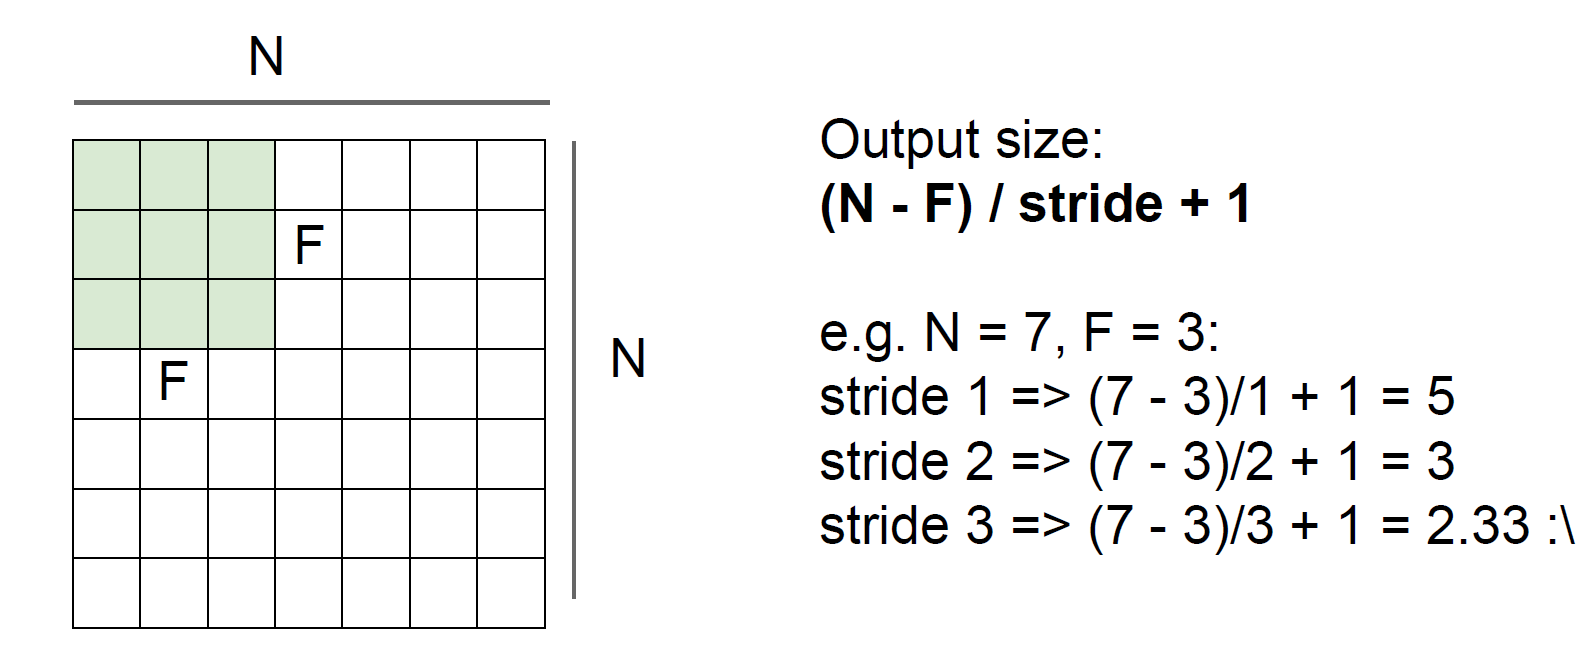 N
F
F
N
Output size:
(N - F) / stride + 1
e.g. N = 7, F = 3:
stride 1 => (7 - 3)/1 + 1 = 5
stride 2 => (7 - 3)/2 + 1 = 3
stride 3 => (7 - 3)/3 + 1 = 2.33 :\